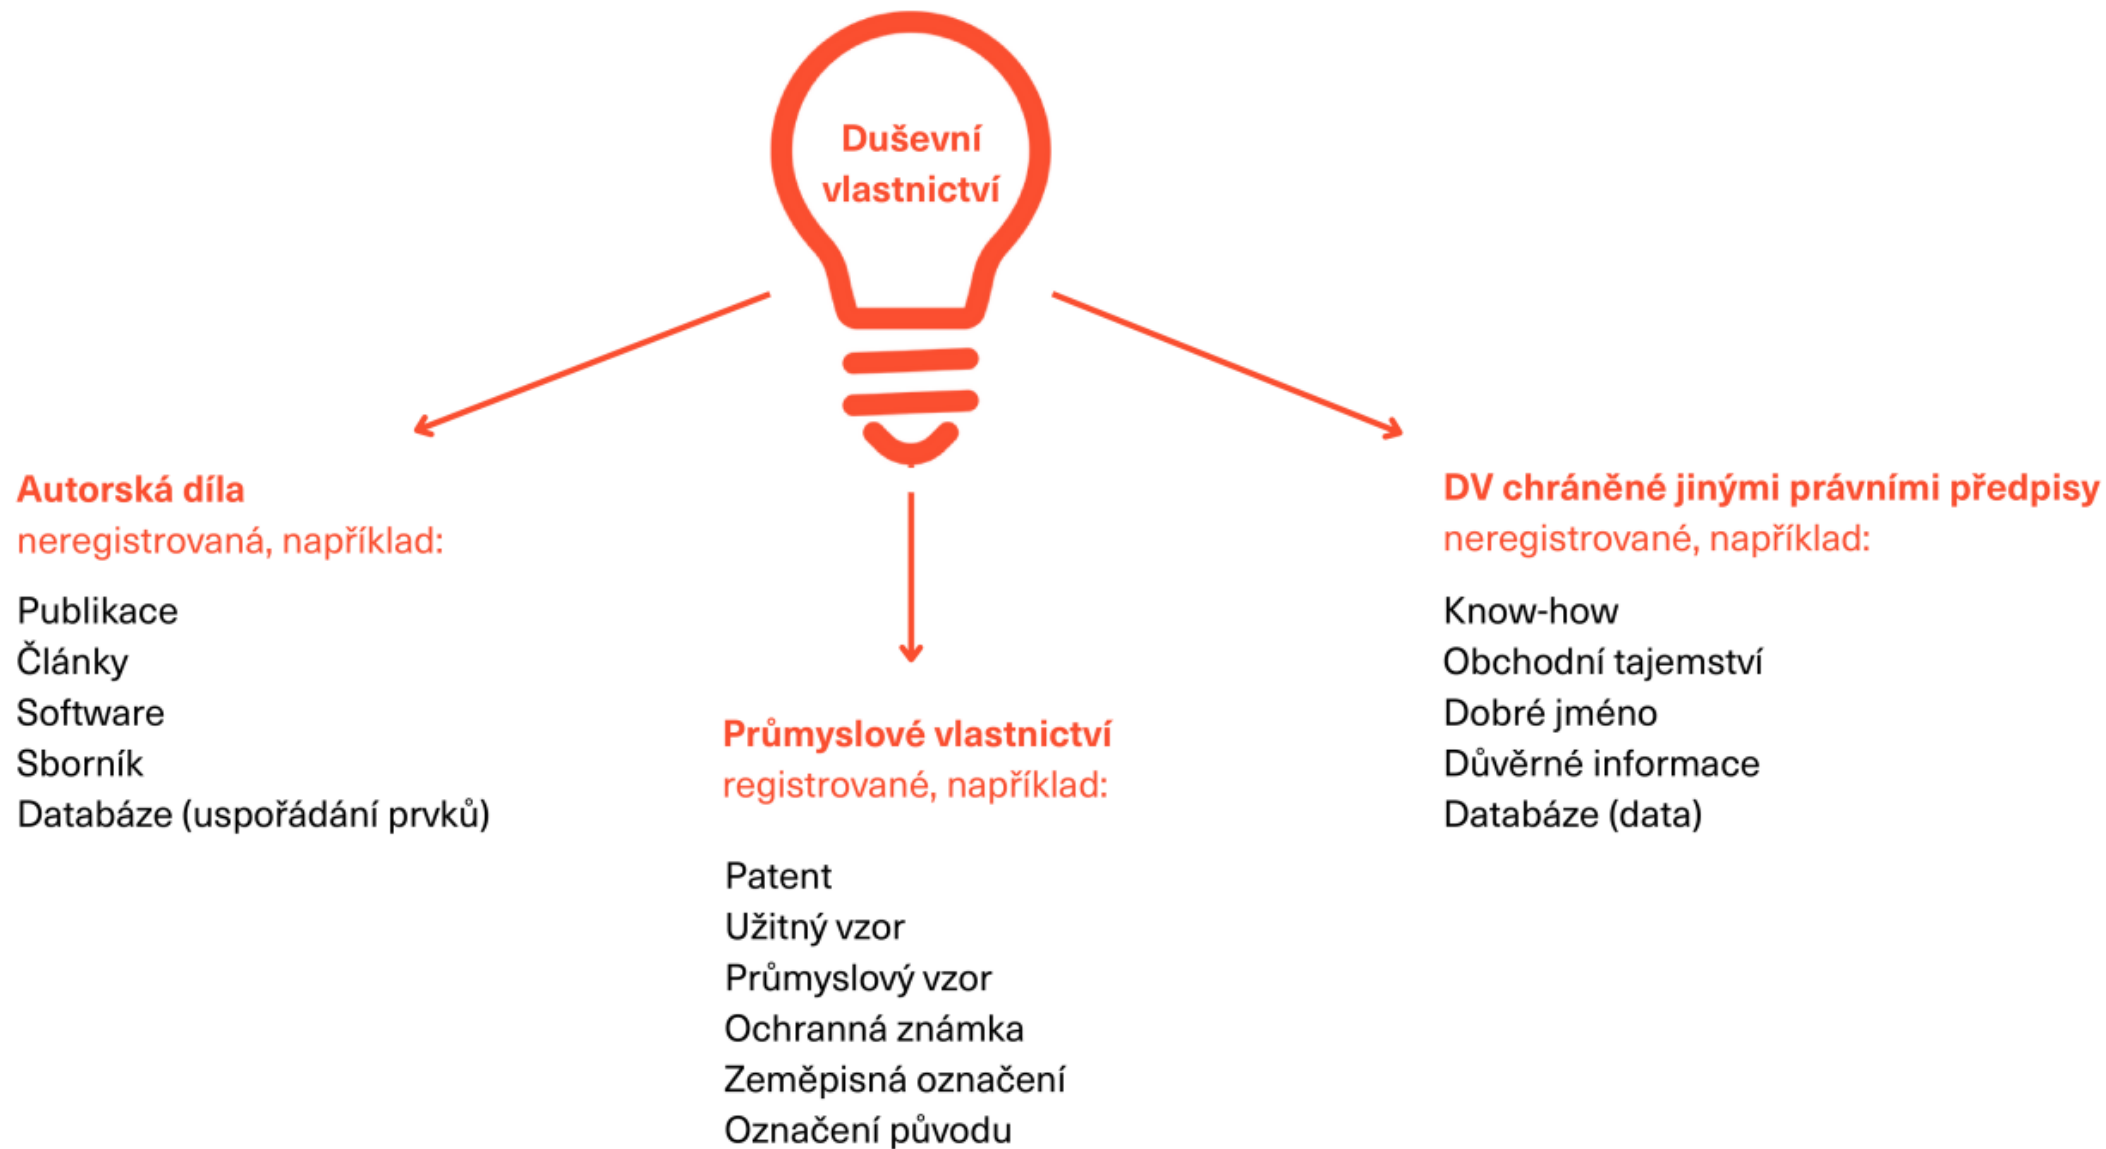 Duševní
vlastnictví
Autorská díla
neregistrovaná, například:
Publikace
Články
Software
Sborník
Databáze (uspořádání prvků)
Průmyslové vlastnictví
registrované, například:
Patent
Užitný vzor
Průmyslový vzor
Ochranná známka
Zeměpisná označení
Označení původu
DV chráněné jinými právními předpisy
neregistrované, například:
Know-how
Obchodní tajemství
Dobré jméno
Důvěrné informace
Databáze (data)